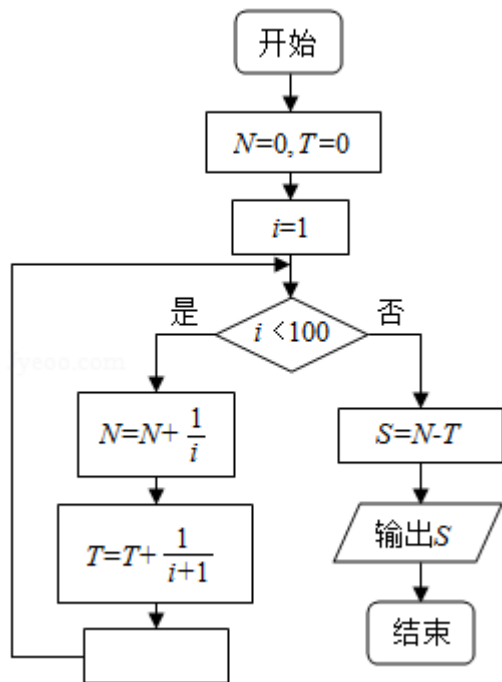 开始
N=0, T=0
i=1
是
i<100
否
N=N+ 1/i
S=N-T
T=T+ 1/(i+1)
输出S
结束